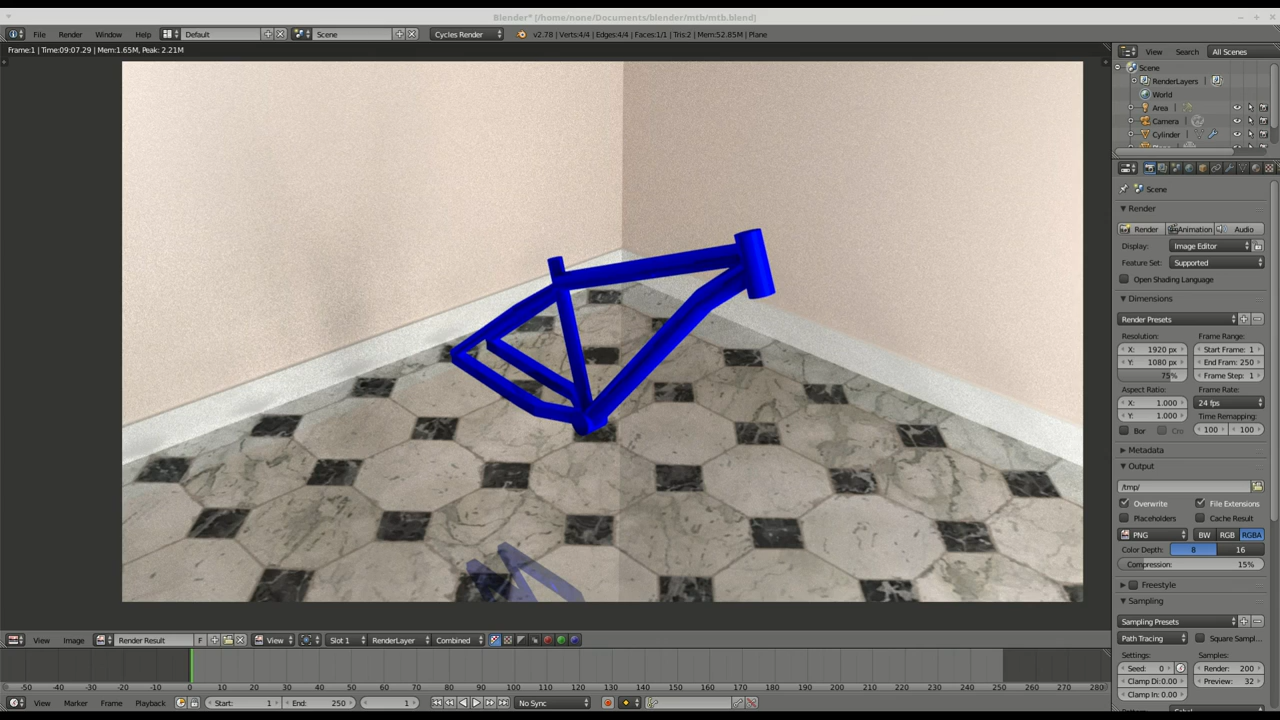 Blender* [/home/none/Documents/blender/mtb/mtb.blend]
File Render Window Help Default Scene Cycles Render v2.78 | Verts:4/4 | Edges:4/4 | Faces:1/1 | Tris:2 | Mem:52.85M | Plane
Frame:1 | Time:09:07.29 | Mem:1.65M, Peak: 2.21M
View Search All Scenes
Scene
RenderLayers |
World
Area |
Camera |
Cylinder |
Scene
Render
Render Animation Audio
Display: Image Editor
Feature Set: Supported
Open Shading Language
Dimensions
Render Presets
Resolution: Frame Range:
X: 1920 px Start Frame: 1
Y: 1080 px End Fram: 250
75% Frame Step: 1
Aspect Ratio: Frame Rate:
X: 1.000 24 fps
Y: 1.000 Time Remapping:
Bor Cro 100 100
Metadata
Output
/tmp/
Overwrite File Extensions
Placeholders Cache Result
PNG BW RGB RGBA
Color Depth: 8 16
Compression: 15%
Freestyle
Sampling
Sampling Presets
Path Tracing Square Sampl...
Settings: Samples:
Seed: 0 Render: 200
Clamp Di:0.00 Preview: 32
Clamp In: 0.00
View Image Render Result F View Slot 1 RenderLayer Combined
-50 -40 -30 -20 -10 0 10 20 30 40 50 60 70 80 90 100 110 120 130 140 150 160 170 180 190 200 210 220 230 240 250 260 270 280
View Marker Frame Playback Start: 1 End: 250 1 No Sync